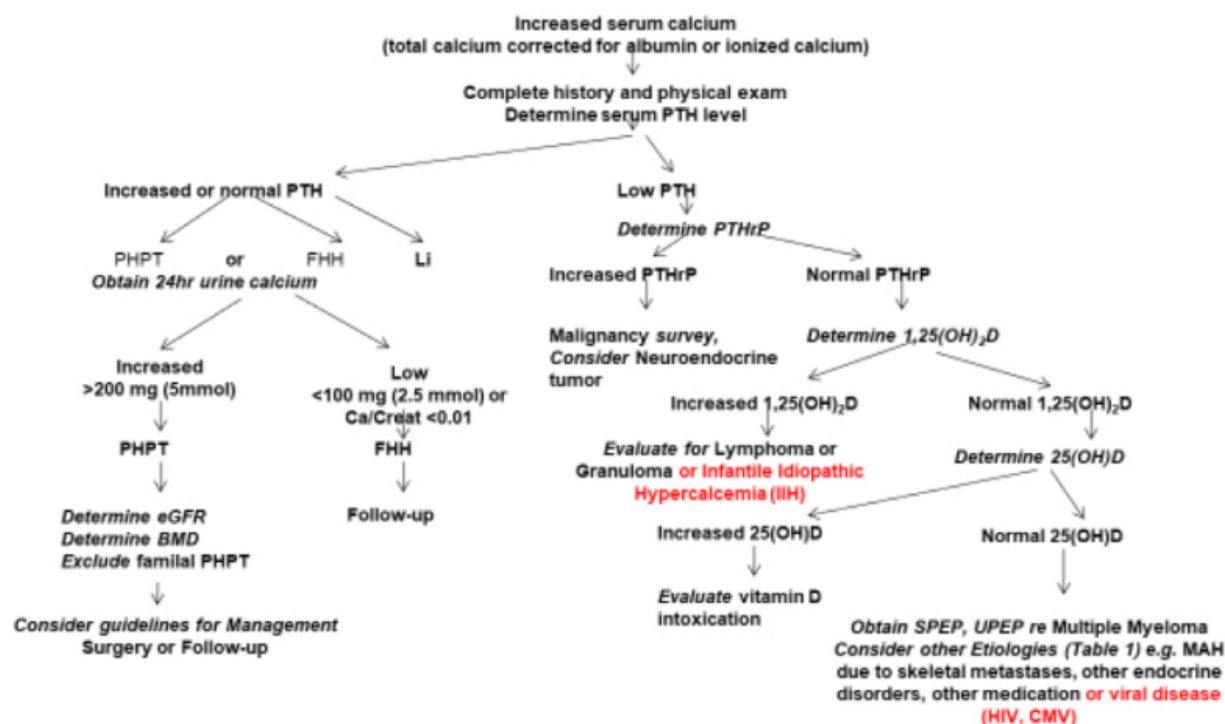 Increased serum calcium
(total calcium corrected for albumin or ionized calcium)
Complete history and physical exam
Determine serum PTH level
Increased or normal PTH
Low PTH
Determine PTHrP
PHPT or FHH Li
Obtain 24hr urine calcium
Increased PTHrP
Normal PTHrP
Malignancy survey,
Consider Neuroendocrine
tumor
Determine 1,25(OH)₂D
Increased
>200 mg (5mmol)
Low
<100 mg (2.5 mmol) or
Ca/Creat <0.01
Increased 1,25(OH)₂D
Normal 1,25(OH)₂D
PHPT
FHH
Evaluate for Lymphoma or
Granuloma or Infantile Idiopathic
Hypercalcemia (IIH)
Determine 25(OH)D
Determine eGFR
Determine BMD
Exclude familal PHPT
Follow-up
Increased 25(OH)D
Normal 25(OH)D
Evaluate vitamin D
intoxication
Consider guidelines for Management
Surgery or Follow-up
Obtain SPEP, UPEP re Multiple Myeloma
Consider other Etiologies (Table 1) e.g. MAH
due to skeletal metastases, other endocrine
disorders, other medication or viral disease
(HIV, CMV)